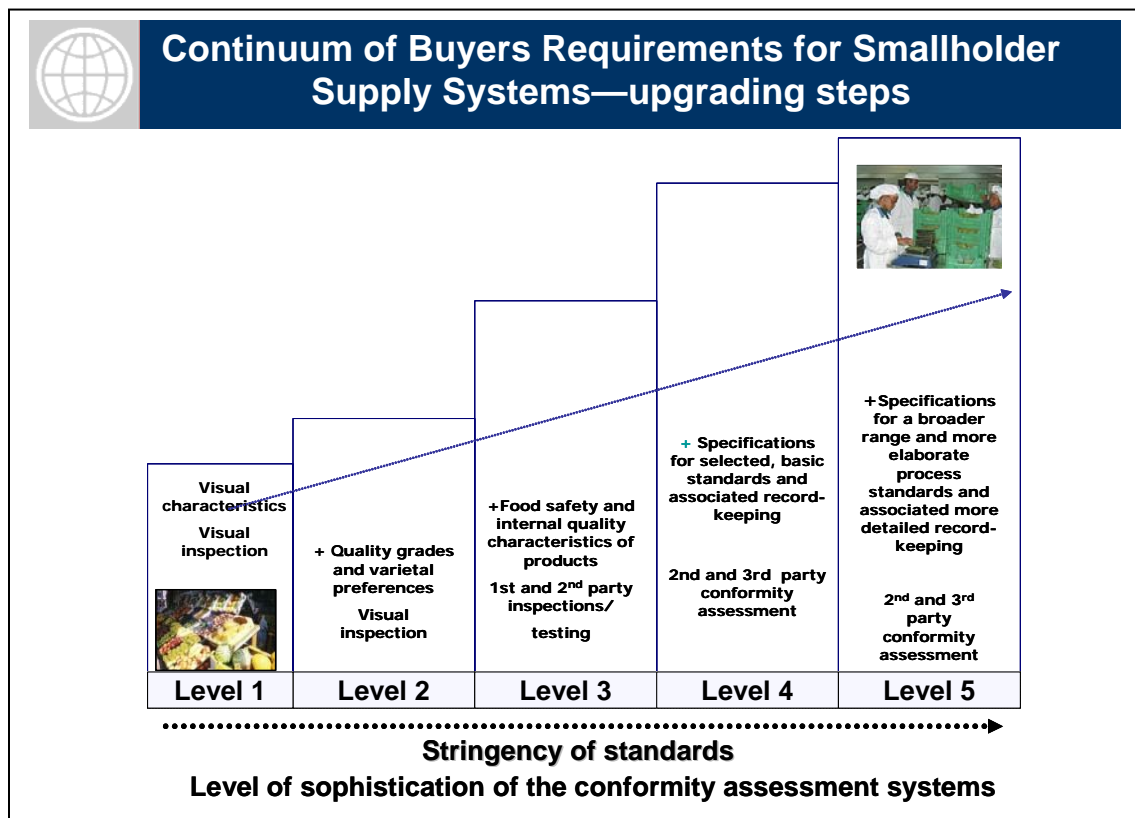 Continuum of Buyers Requirements for Smallholder
Supply Systems—upgrading steps
Visual
characteristics
Visual
inspection
+ Quality grades
and varietal
preferences
Visual
inspection
+Food safety and
internal quality
characteristics of
products
1st and 2nd party
inspections/
testing
+ Specifications
for selected, basic
standards and
associated record-
keeping
2nd and 3rd party
conformity
assessment
+Specifications
for a broader
range and more
elaborate
process
standards and
associated more
detailed record-
keeping
2nd and 3rd
party
conformity
assessment
Level 1
Level 2
Level 3
Level 4
Level 5
Stringency of standards
Level of sophistication of the conformity assessment systems